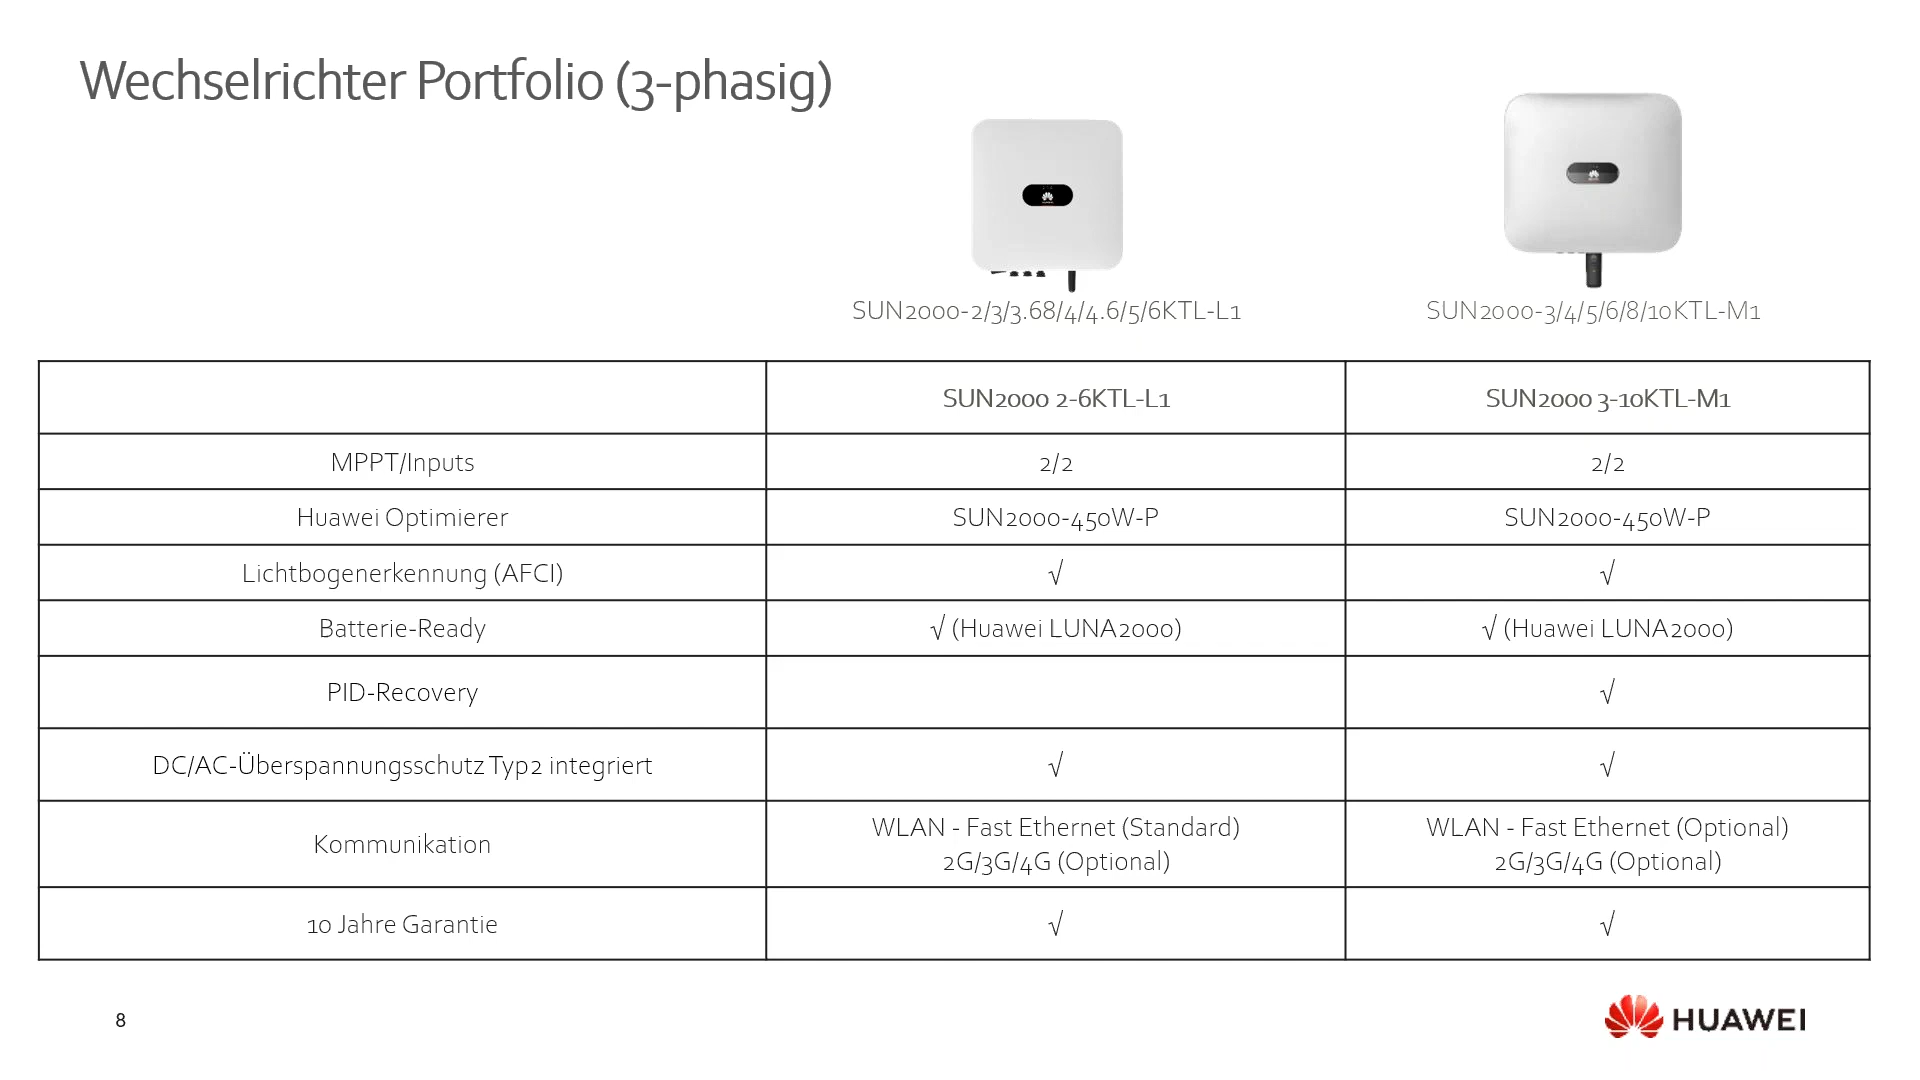 Wechselrichter Portfolio (3-phasig)
SUN2000-2/3/3.68/4/4.6/5/6KTL-L1
SUN2000-3/4/5/6/8/10KTL-M1
SUN2000 2-6KTL-L1
SUN2000 3-10KTL-M1
MPPT/Inputs
2/2
2/2
Huawei Optimierer
SUN2000-450W-P
SUN2000-450W-P
Lichtbogenerkennung (AFCI)
√
√
Batterie-Ready
√ (Huawei LUNA2000)
√ (Huawei LUNA2000)
PID-Recovery
√
DC/AC-Überspannungsschutz Typ2 integriert
√
√
Kommunikation
WLAN - Fast Ethernet (Standard)
2G/3G/4G (Optional)
WLAN - Fast Ethernet (Optional)
2G/3G/4G (Optional)
10 Jahre Garantie
√
√
8
HUAWEI